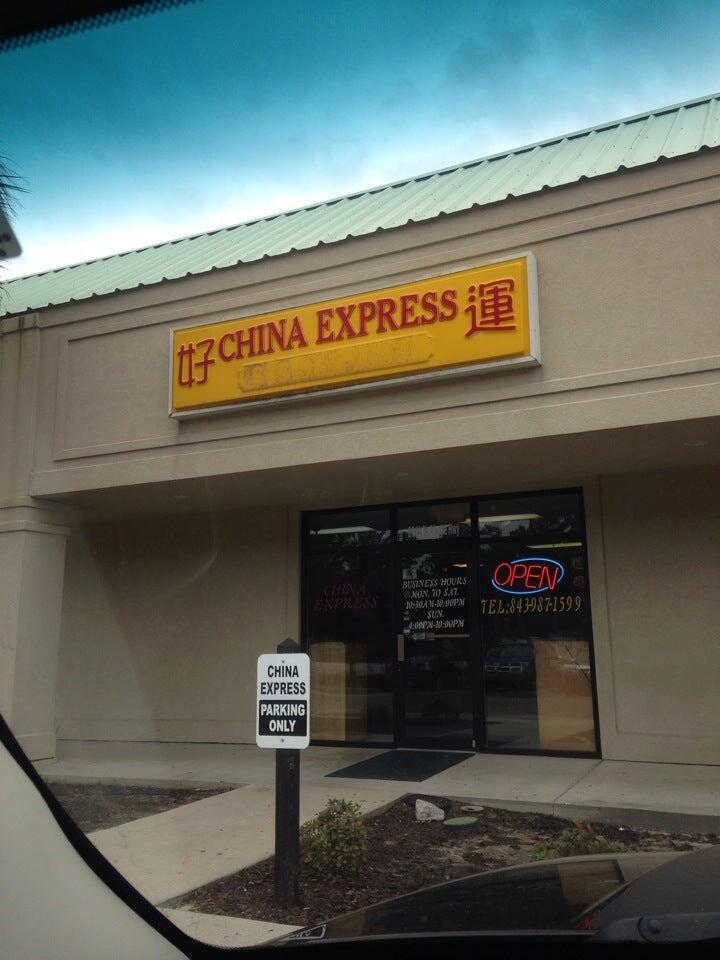 好 CHINA EXPRESS 運
CHINA
EXPRESS
BUSINESS HOURS
MON. TO SAT.
10:30AM-10:00PM
SUN.
4:00PM-10:00PM
OPEN
TEL:843-987-1599
CHINA
EXPRESS
PARKING
ONLY